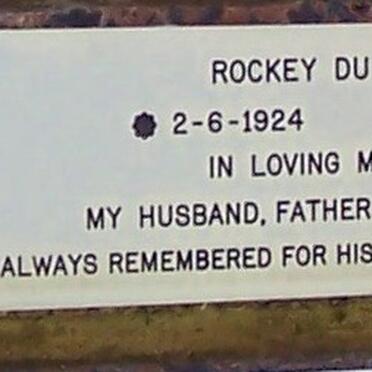 ROCKEY DU
2-6-1924
IN LOVING M
MY HUSBAND, FATHER
ALWAYS REMEMBERED FOR HIS